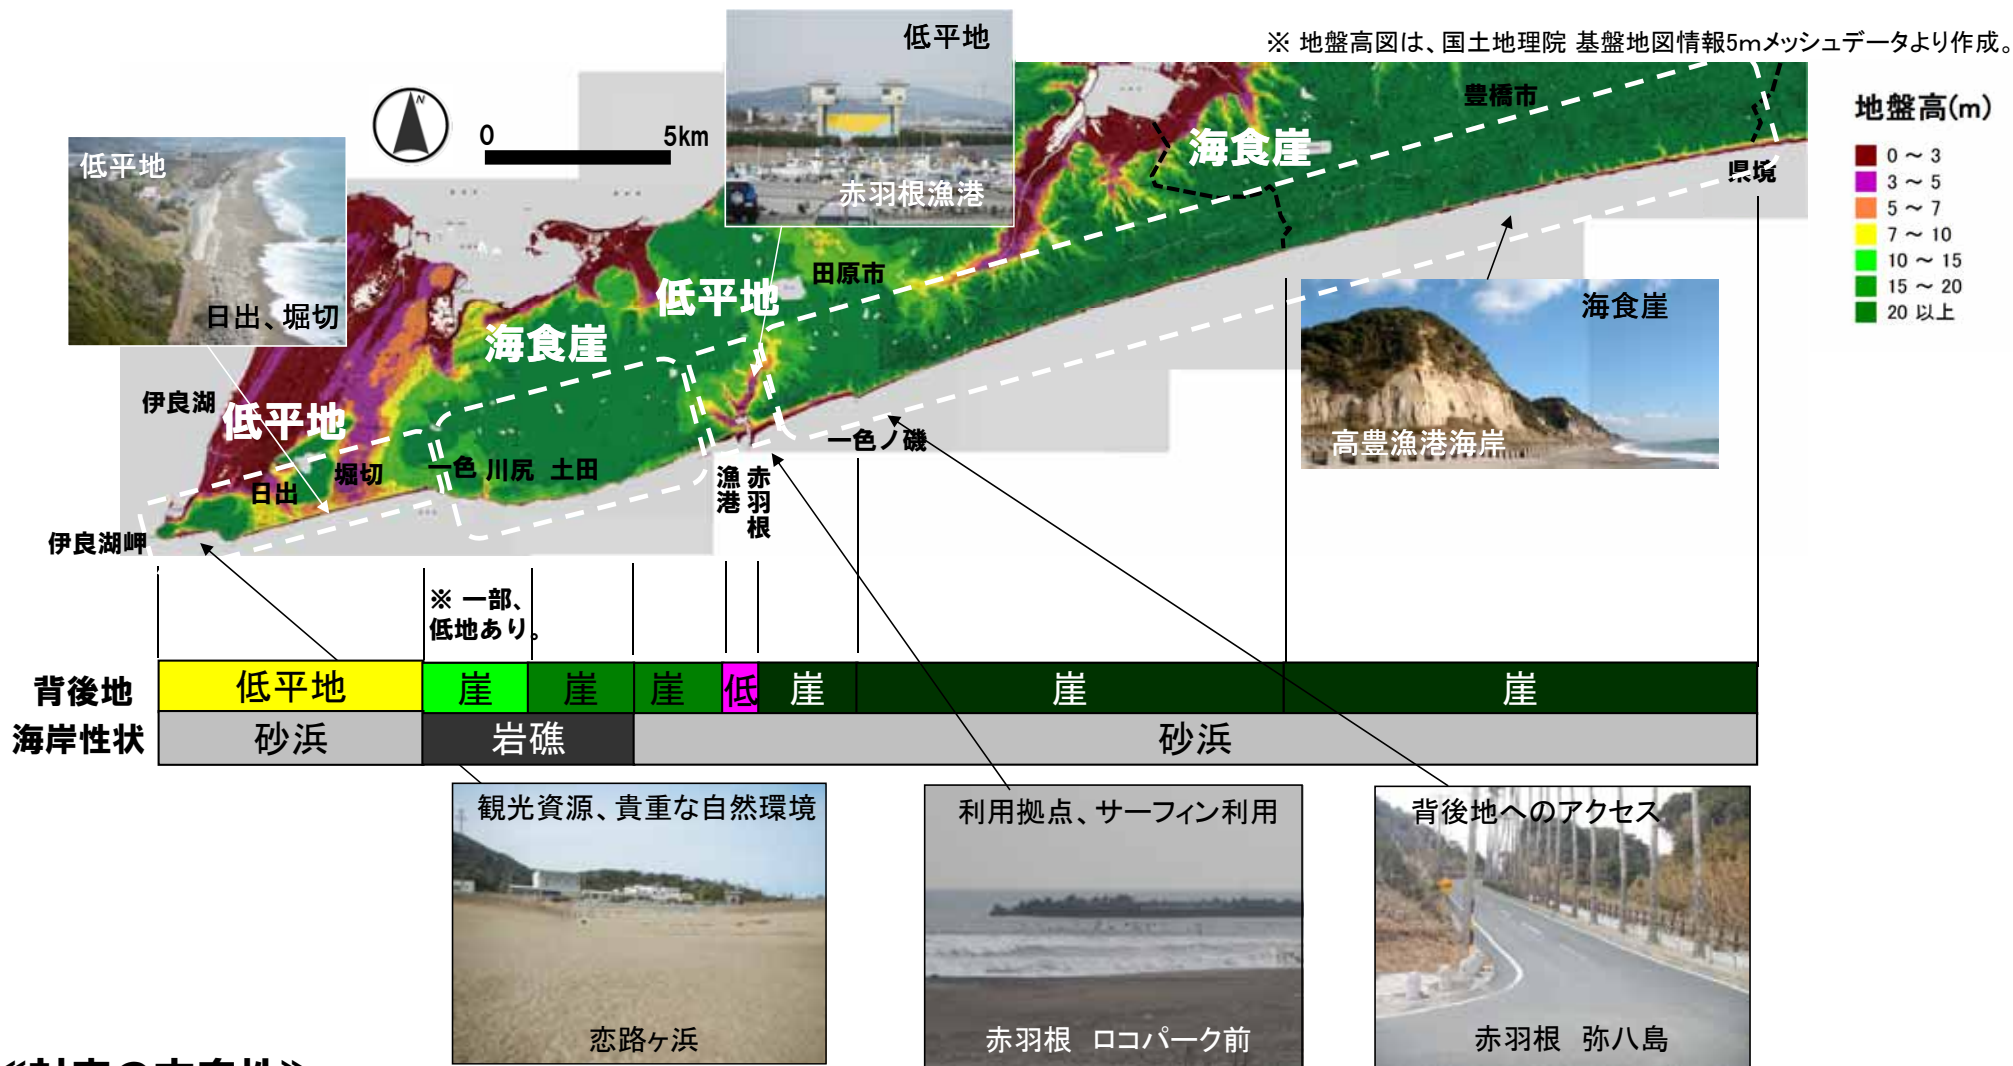 ※ 地盤高図は、国土地理院 基盤地図情報5mメッシュデータより作成。
低平地
赤羽根漁港
N
0 5km
低平地
日出、堀切
豊橋市
海食崖
県境
地盤高(m)
0 ～ 3
3 ～ 5
5 ～ 7
7 ～ 10
10 ～ 15
15 ～ 20
20 以上
田原市
低平地
海食崖
海食崖
高豊漁港海岸
伊良湖
低平地
一色ノ磯
堀切
一色 川尻 土田
日出
赤羽根
漁港
伊良湖岬
※ 一部、
低地あり。
背後地 低平地 崖 崖 崖 低 崖 崖 崖
海岸性状 砂浜 岩礁 砂浜
観光資源、貴重な自然環境
恋路ヶ浜
利用拠点、サーフィン利用
赤羽根 ロコパーク前
背後地へのアクセス
赤羽根 弥八島